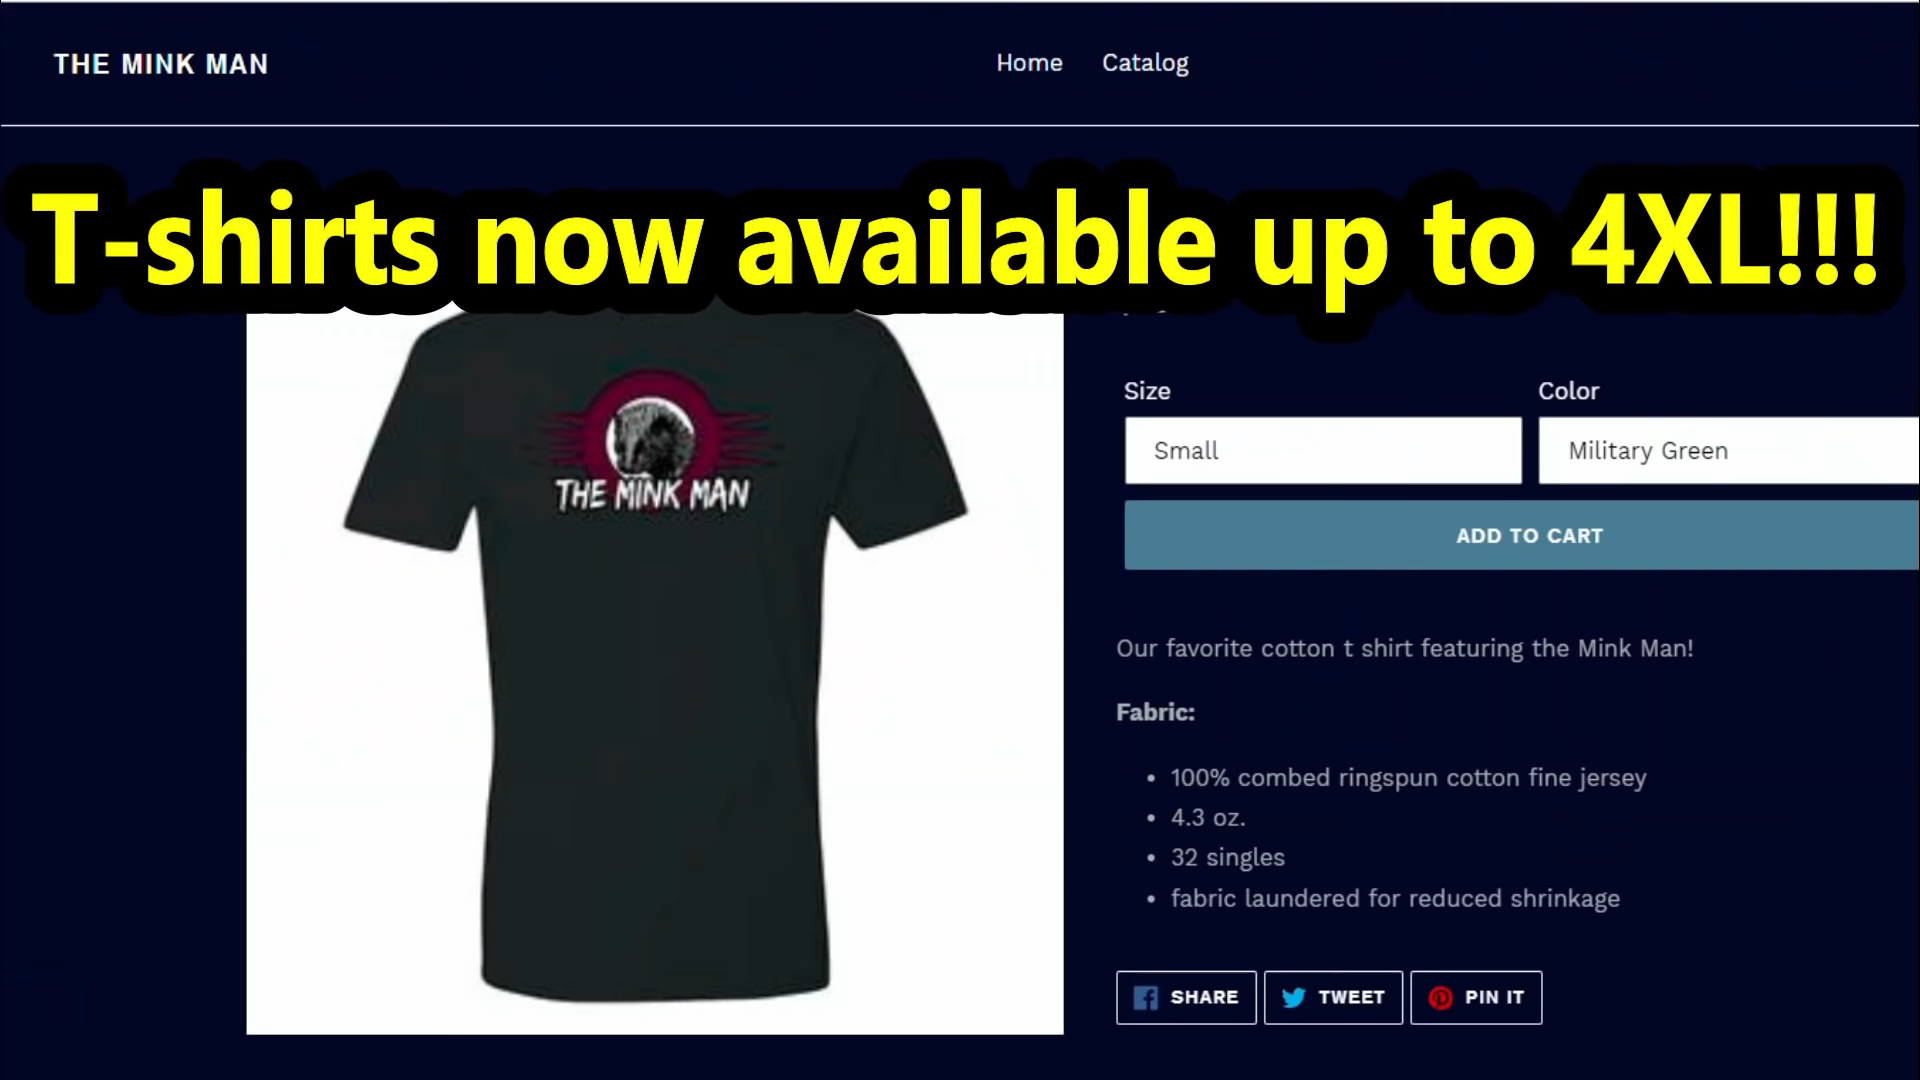 THE MINK MAN
Home Catalog
T-shirts now available up to 4XL!!!
THE MINK MAN
Size Color
Small Military Green
ADD TO CART
Our favorite cotton t shirt featuring the Mink Man!
Fabric:
• 100% combed ringspun cotton fine jersey
• 4.3 oz.
• 32 singles
• fabric laundered for reduced shrinkage
SHARE TWEET PIN IT